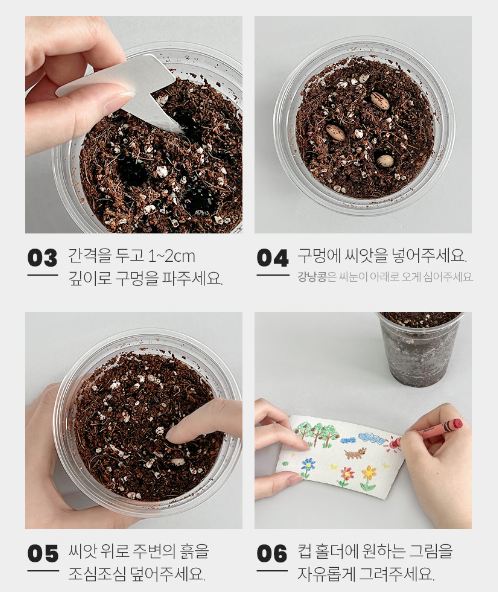 03 간격을 두고 1~2cm
깊이로 구멍을 파주세요.
04 구멍에 씨앗을 넣어주세요.
강낭콩은 씨눈이 아래로 오게 심어주세요.
05 씨앗 위로 주변의 흙을
조심조심 덮어주세요.
06 컵 홀더에 원하는 그림을
자유롭게 그려주세요.